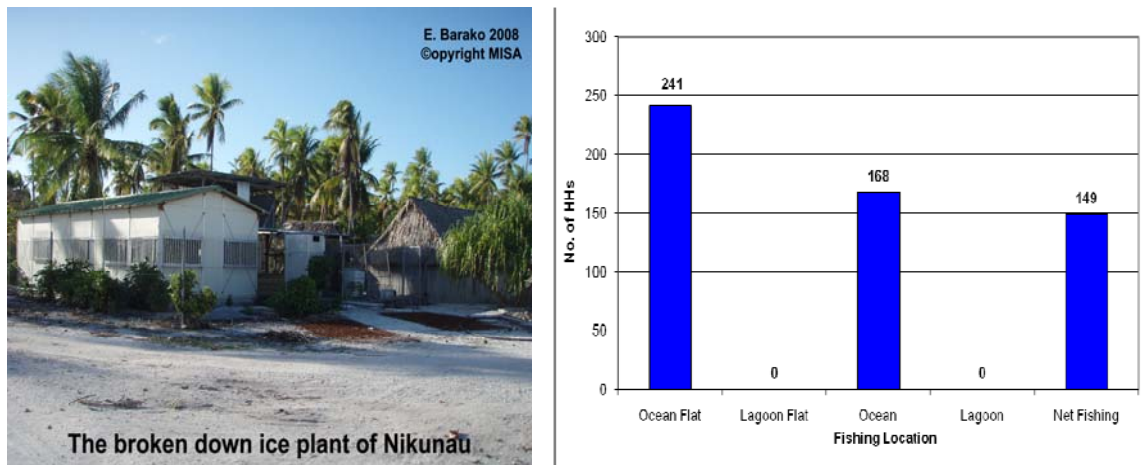 E. Barako 2008
©opyright MISA
The broken down ice plant of Nikunau
No. of HHs
300
250
200
150
100
50
0
241
0
168
0
149
Ocean Flat
Lagoon Flat
Ocean
Lagoon
Net Fishing
Fishing Location